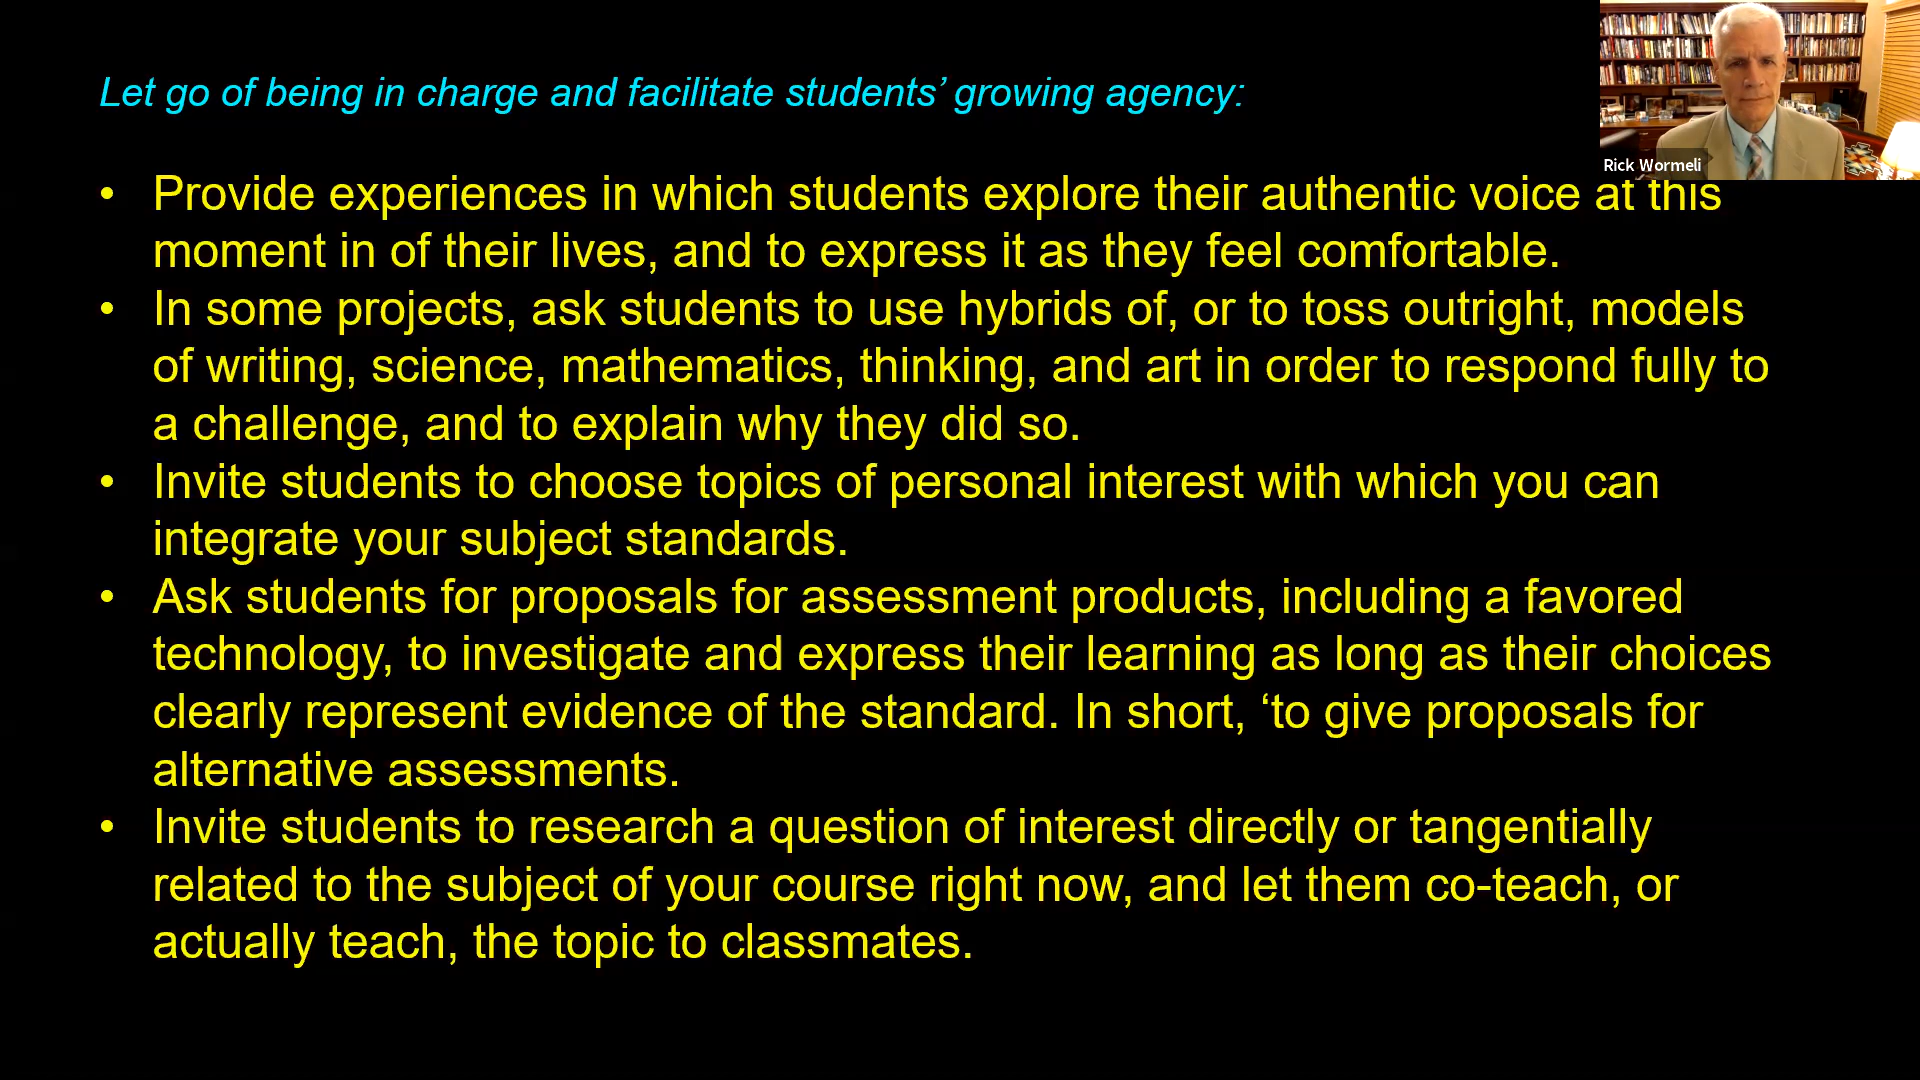 Let go of being in charge and facilitate students’ growing agency:
Rick Wormeli
• Provide experiences in which students explore their authentic voice at this
moment in of their lives, and to express it as they feel comfortable.
• In some projects, ask students to use hybrids of, or to toss outright, models
of writing, science, mathematics, thinking, and art in order to respond fully to
a challenge, and to explain why they did so.
• Invite students to choose topics of personal interest with which you can
integrate your subject standards.
• Ask students for proposals for assessment products, including a favored
technology, to investigate and express their learning as long as their choices
clearly represent evidence of the standard. In short, ‘to give proposals for
alternative assessments.
• Invite students to research a question of interest directly or tangentially
related to the subject of your course right now, and let them co-teach, or
actually teach, the topic to classmates.